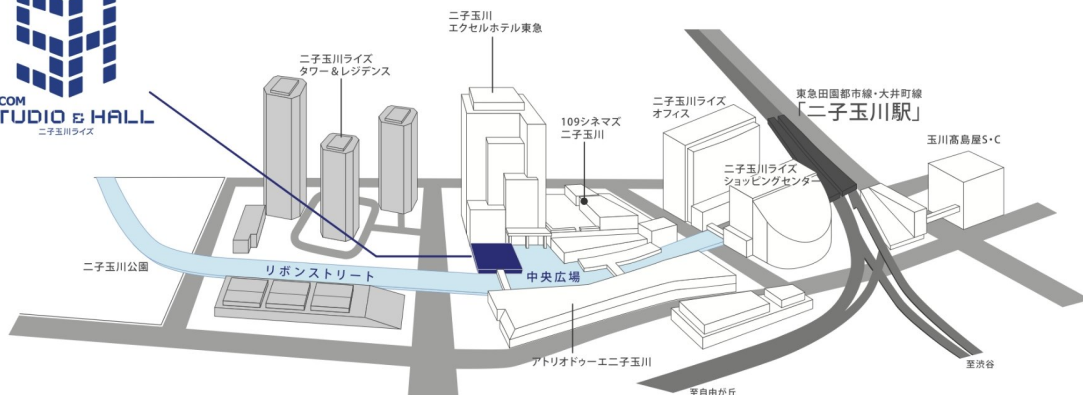 COM
STUDIO & HALL
二子玉川ライズ
二子玉川
エクセルホテル東急
二子玉川ライズ
タワー＆レジデンス
109シネマズ
二子玉川
二子玉川ライズ
オフィス
東急田園都市線・大井町線
「二子玉川駅」
玉川髙島屋S・C
二子玉川ライズ
ショッピングセンター
二子玉川公園
リボンストリート
中央広場
アトリオドゥーエ二子玉川
至渋谷
至自由が丘